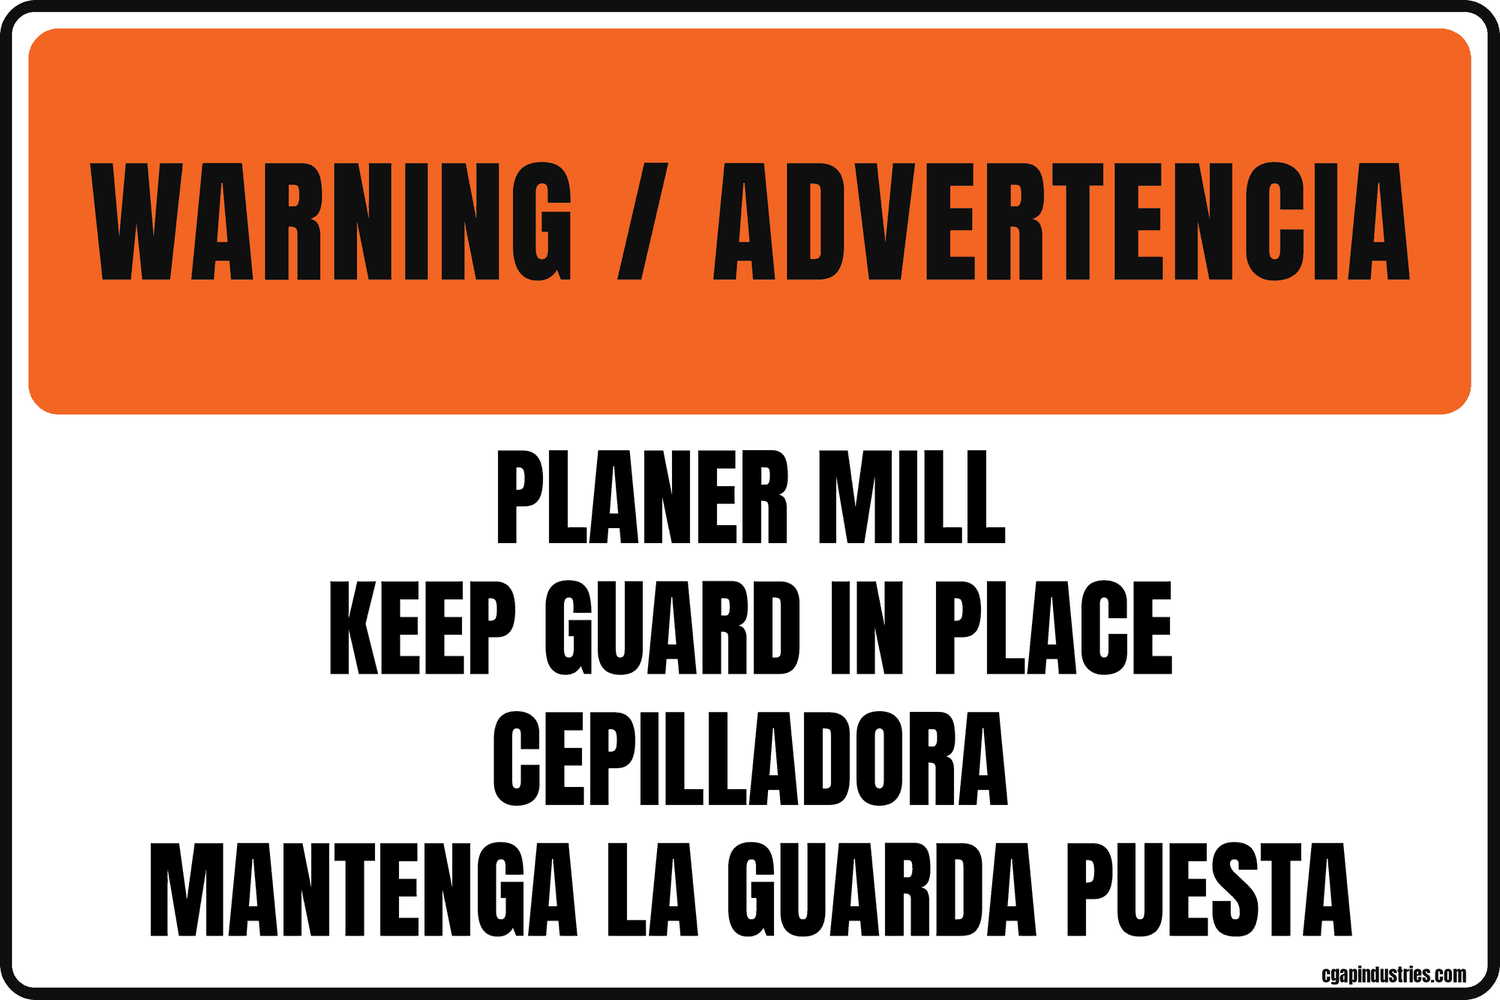 WARNING / ADVERTENCIA
PLANER MILL
KEEP GUARD IN PLACE
CEPILLADORA
MANTENGA LA GUARDA PUESTA
cgapindustries.com